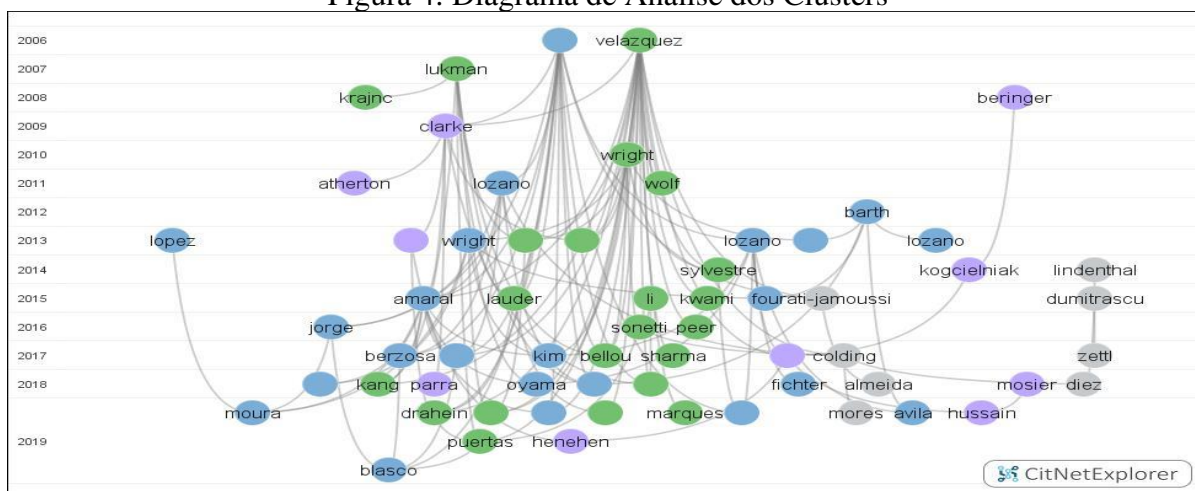 Figura 4: Diagrama de Análise dos Clusters
2006 velazquez
2007 lukman
2008 krajnc beringer
2009 clarke
2010 wright
2011 atherton lozano wolf
2012 barth
2013 lopez wright lozano lozano
2014 sylvestre kogcielniak lindenthal
2015 amaral lauder li kwami fourati-jamoussi dumitrascu
2016 jorge sonetti peer
2017 berzosa kim bellou sharma colding zettl
2018 kang parra oyama fichter almeida mosier diez
moura drahein marques mores avila hussain
2019 puertas henehen
blasco
CitNetExplorer